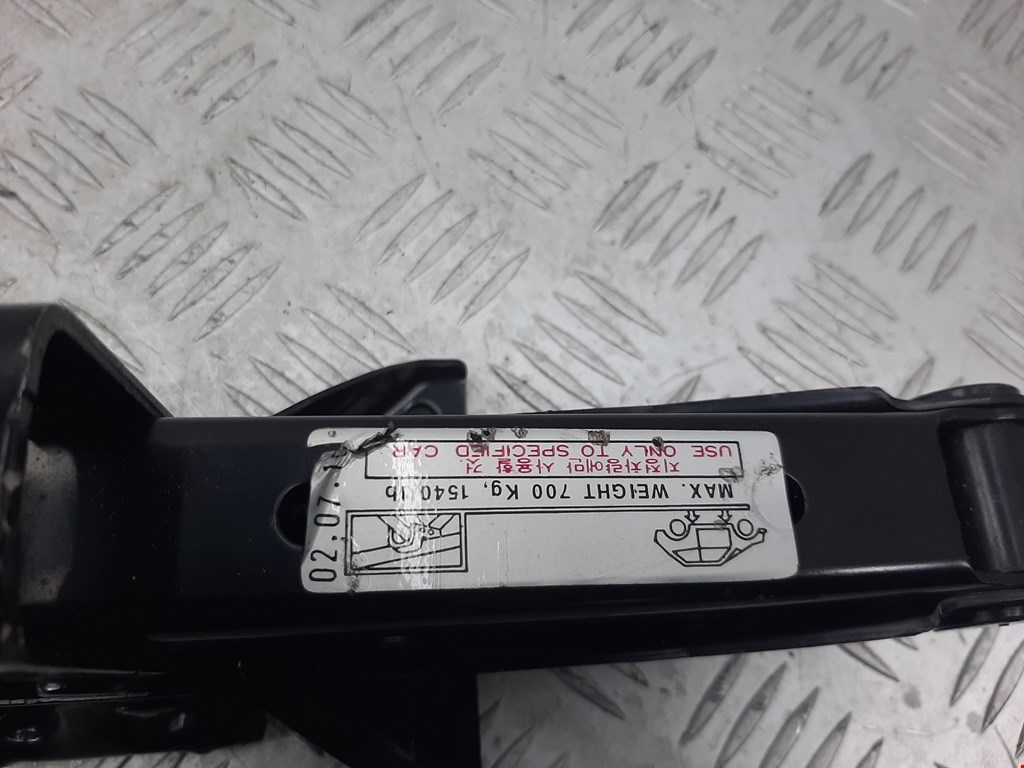 MAX. WEIGHT 700 Kg, 1540 lb
지정차량에만 사용할 것.
USE ONLY TO SPECIFIED CAR
02.07.